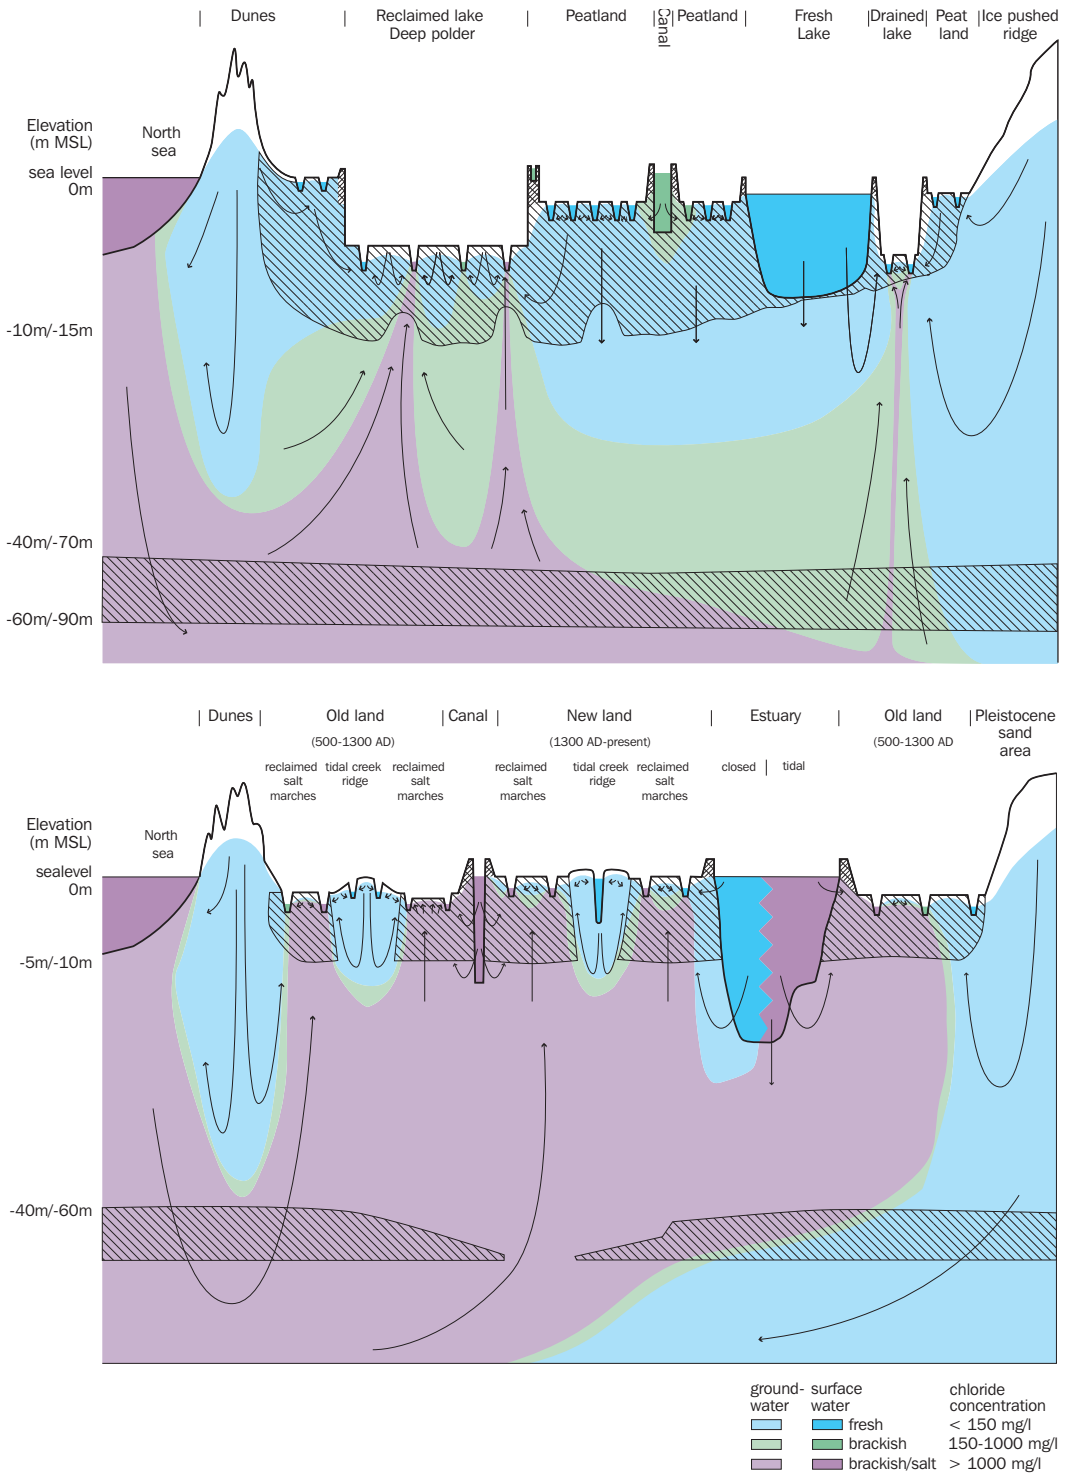 Dunes
Reclaimed lake
Deep polder
Peatland
Canal
Peatland
Fresh
Lake
Drained
lake
Peat
land
Ice pushed
ridge
Elevation
(m MSL)
North
sea
sea level
0m
-10m/-15m
-40m/-70m
-60m/-90m
Dunes
Old land
(500-1300 AD)
Canal
New land
(1300 AD-present)
Estuary
Old land
(500-1300 AD
Pleistocene
sand
area
reclaimed
salt
marches
tidal creek
ridge
reclaimed
salt
marches
reclaimed
salt
marches
tidal creek
ridge
reclaimed
salt
marches
closed
tidal
Elevation
(m MSL)
North
sea
sealevel
0m
-5m/-10m
-40m/-60m
ground-
water
surface
water
chloride
concentration
fresh
< 150 mg/l
brackish
150-1000 mg/l
brackish/salt
> 1000 mg/l